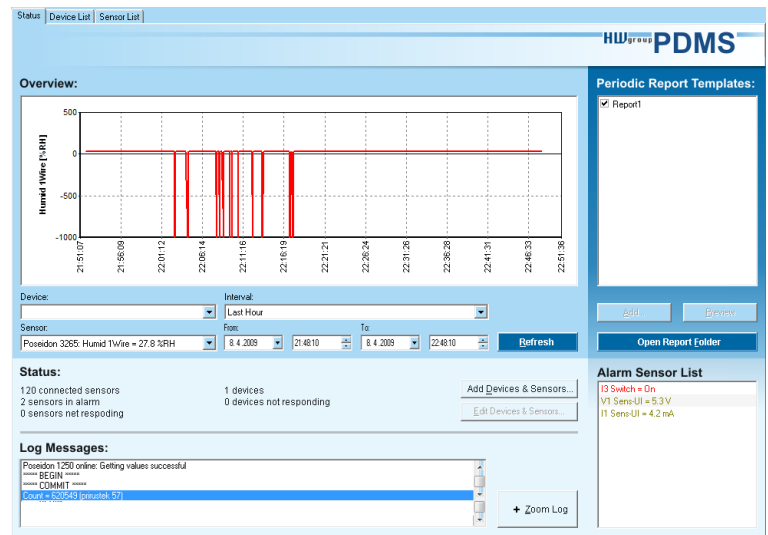 Status Device List Sensor List
HWgroup PDMS
Overview:
500
0
-500
-1000
Humid 1Wire [%RH]
21:51:07
21:56:09
22:01:12
22:06:14
22:11:16
22:16:19
22:21:21
22:26:24
22:31:26
22:36:28
22:41:31
22:46:33
22:51:36
Device:
Interval:
Last Hour
Sensor:
From:
To:
Poseidon 3265: Humid 1Wire = 27.8 %RH
8. 4 .2009
21:48:10
8. 4 .2009
22:48:10
Refresh
Periodic Report Templates:
Report1
Add
Preview
Open Report Folder
Status:
120 connected sensors
2 sensors in alarm
0 sensors net respoding
1 devices
0 devices not responding
Add Devices & Sensors...
Edit Devices & Sensors...
Alarm Sensor List
I3 Switch = On
V1 Sens-UI = 5.3 V
I1 Sens-UI = 4.2 mA
Log Messages:
Poseidon 1250 online: Getting values successful
***** BEGIN *****
***** COMMIT *****
Count = 620549 (prirustek 57)
+ Zoom Log